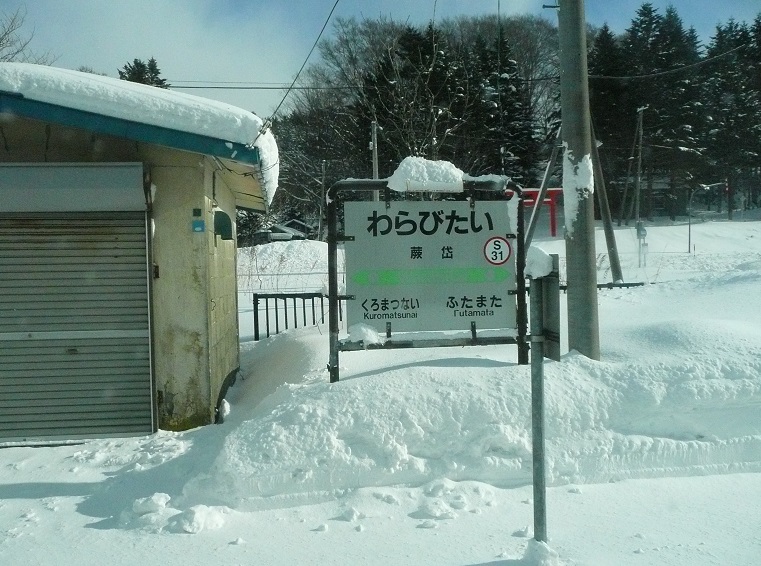 わらびたい
蕨岱
S
31
くろまつない
Kuromatsunai
ふたまた
Futamata